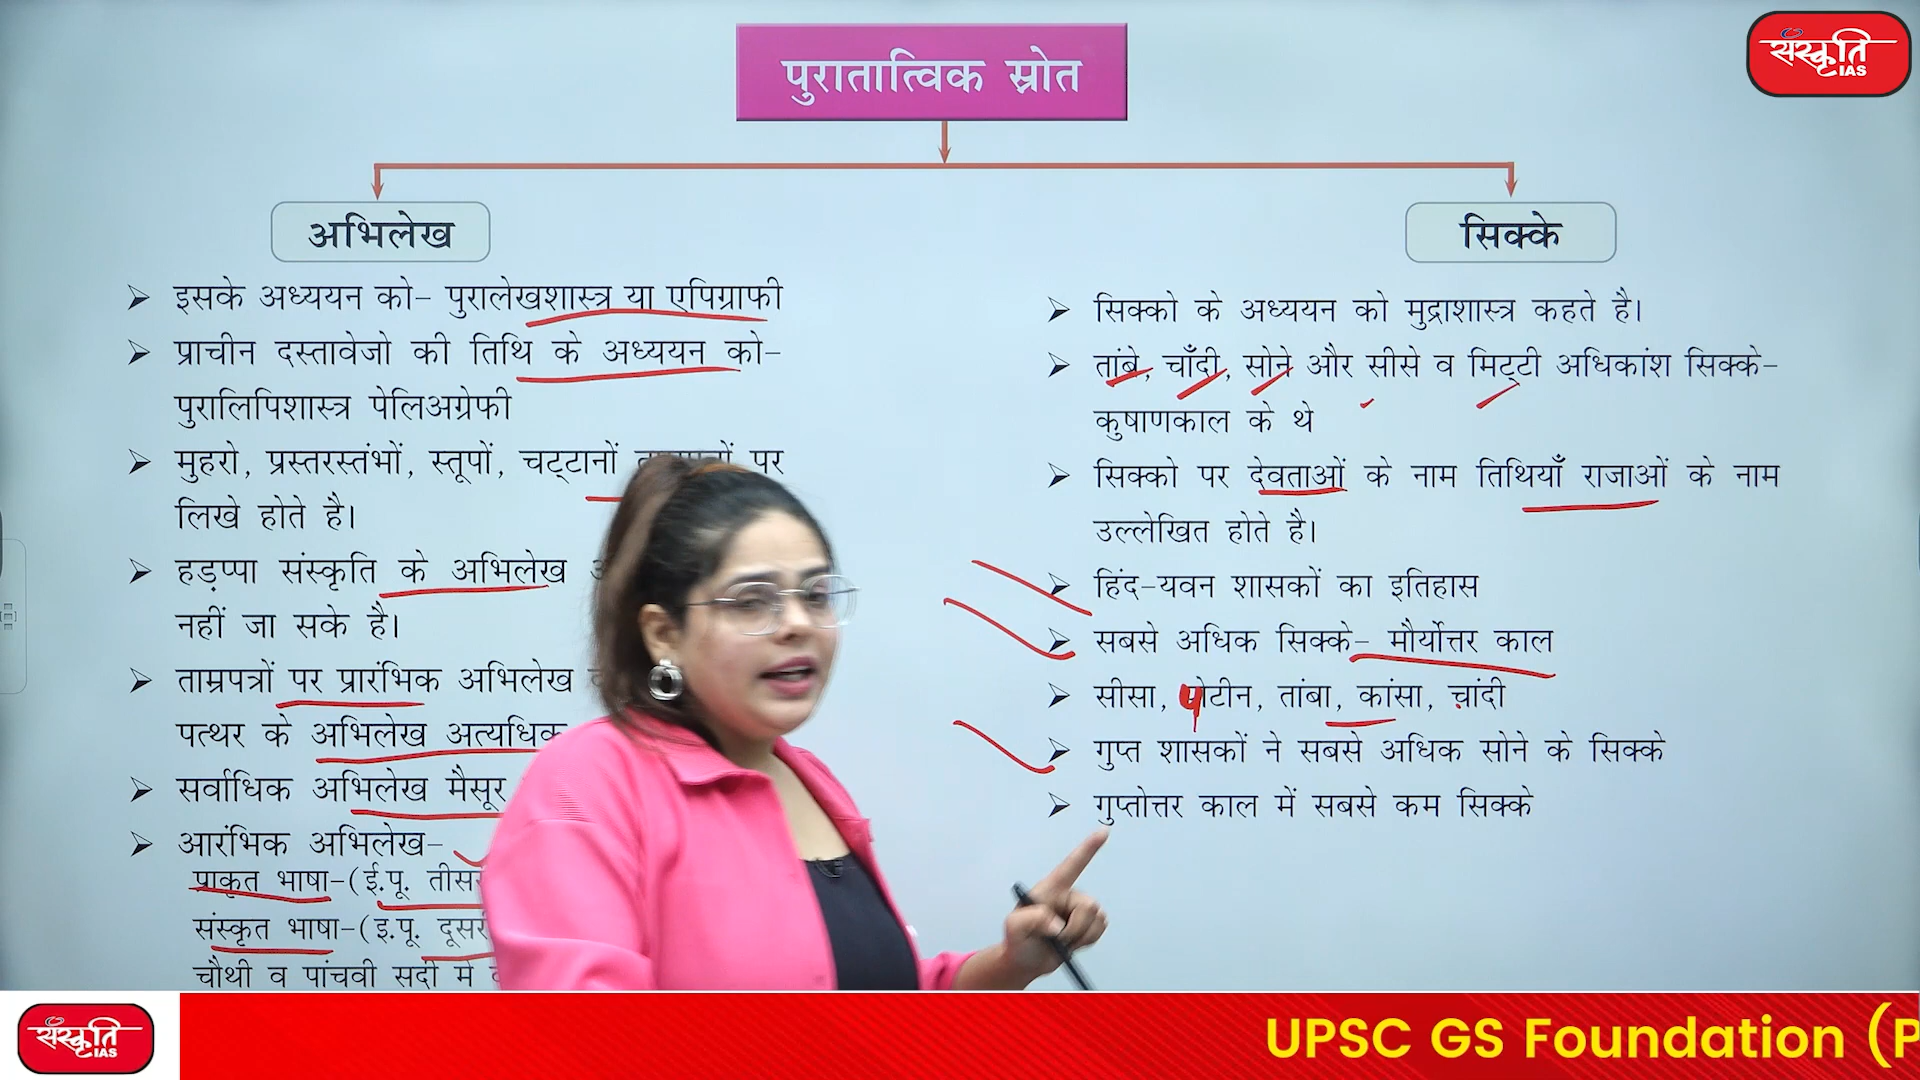 पुरातात्विक स्रोत
संस्कृति
IAS
अभिलेख
इसके अध्ययन को- पुरालेखशास्त्र या एपिग्राफी
प्राचीन दस्तावेजो की तिथि के अध्ययन को-
पुरालिपिशास्त्र पेलिअग्रेफी
मुहरो, प्रस्तरस्तंभों, स्तूपों, चट्टानों पर
लिखे होते है।
हड़प्पा संस्कृति के अभिलेख
नहीं जा सके है।
ताम्रपत्रों पर प्रारंभिक अभिलेख
पत्थर के अभिलेख अत्यधिक
सर्वाधिक अभिलेख मैसूर
आरंभिक अभिलेख-
प्राकृत भाषा-(ई.पू.
संस्कृत भाषा-(इ.पू.
चौथी व पांचवी सदी में
सिक्के
सिक्को के अध्ययन को मुद्राशास्त्र कहते है।
तांबे, चाँदी, सोने और सीसे व मिट्टी अधिकांश सिक्के-
कुषाणकाल के थे
सिक्को पर देवताओं के नाम तिथियाँ राजाओं के नाम
उल्लेखित होते है।
हिंद-यवन शासकों का इतिहास
सबसे अधिक सिक्के- मौर्योत्तर काल
सीसा, पोटीन, तांबा, कांसा, चांदी
गुप्त शासकों ने सबसे अधिक सोने के सिक्के
गुप्तोत्तर काल में सबसे कम सिक्के
संस्कृति
IAS
UPSC GS Foundation (P